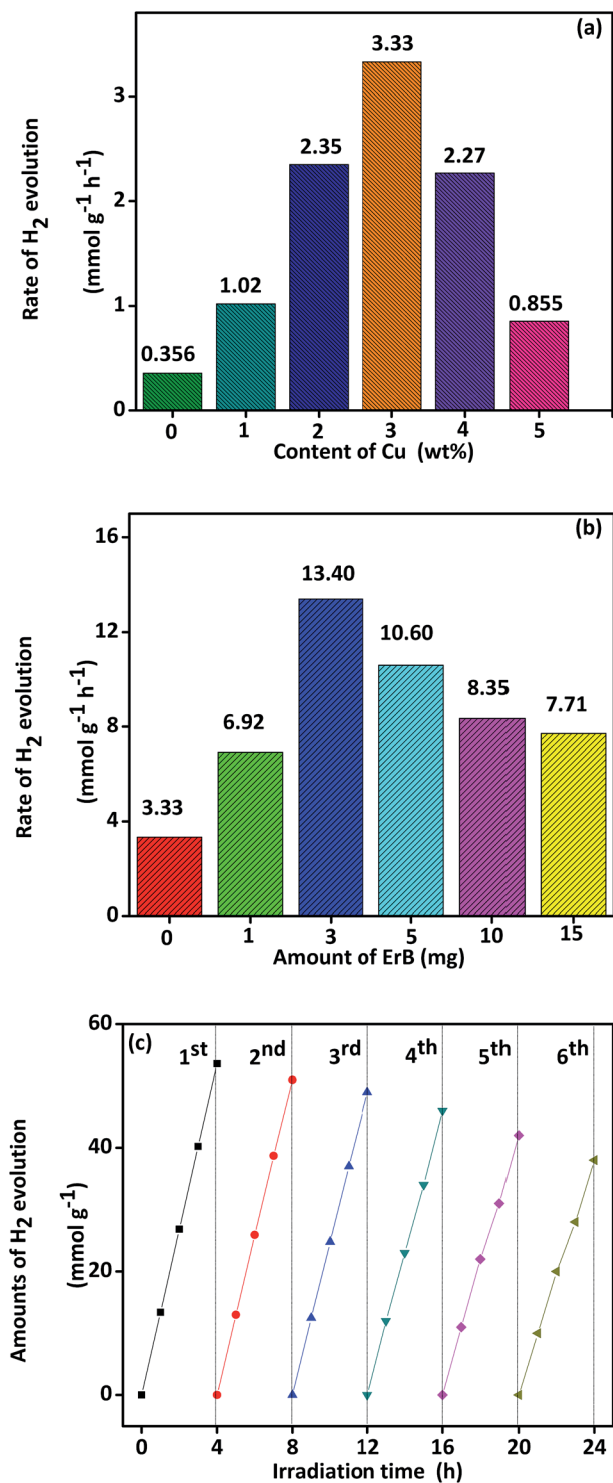 (a)
Rate of H2 evolution
(mmol g-1 h-1)
3
2
1
0
0.356
1.02
2.35
3.33
2.27
0.855
0 1 2 3 4 5
Content of Cu (wt%)
(b)
Rate of H2 evolution
(mmol g-1 h-1)
16
12
8
4
0
3.33
6.92
13.40
10.60
8.35
7.71
0 1 3 5 10 15
Amount of ErB (mg)
(c)
1st 2nd 3rd 4th 5th 6th
Amounts of H2 evolution
(mmol g-1)
60
40
20
0
0 4 8 12 16 20 24
Irradiation time (h)